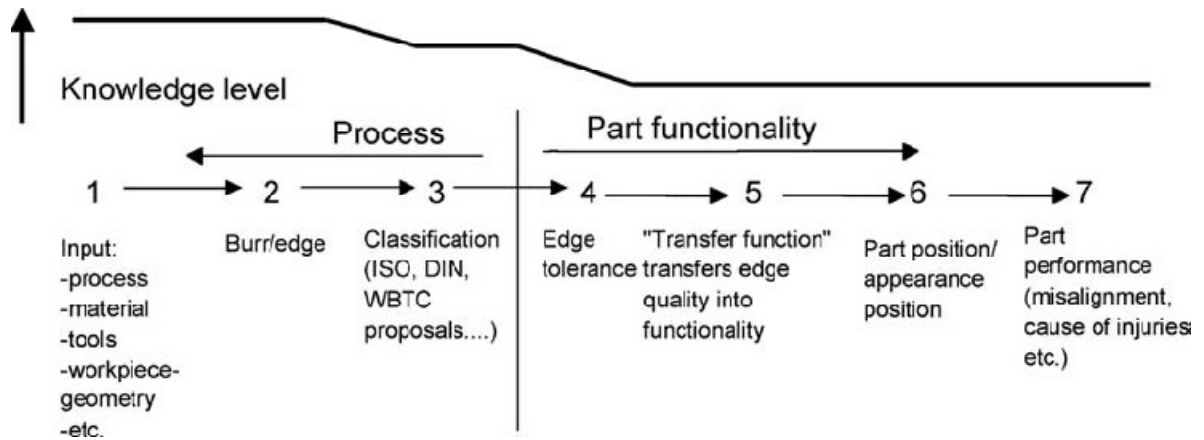 Knowledge level
Process
Part functionality
1
2
3
4
5
6
7
Input:
-process
-material
-tools
-workpiece-
geometry
-etc.
Burr/edge
Classification
(ISO, DIN,
WBTC
proposals....)
Edge
tolerance
"Transfer function"
transfers edge
quality into
functionality
Part position/
appearance
position
Part
performance
(misalignment,
cause of injuries
etc.)